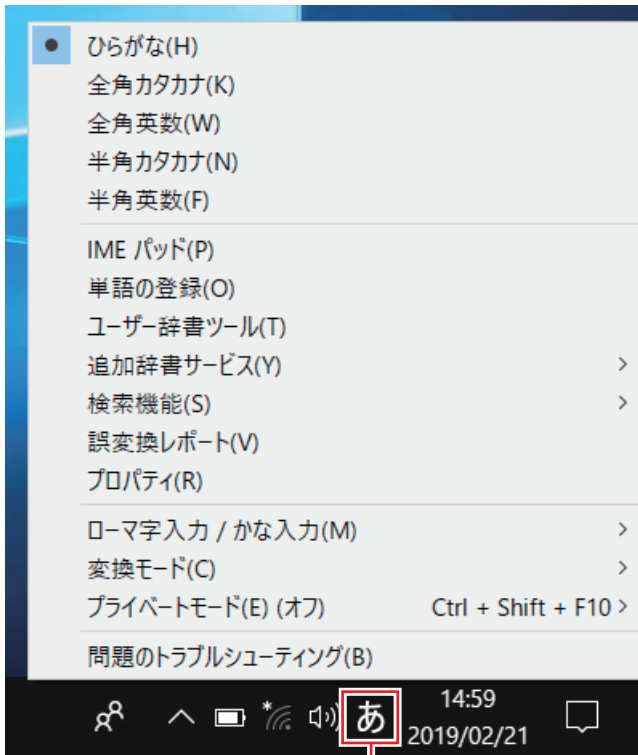 ひらがな(H)
全角カタカナ(K)
全角英数(W)
半角カタカナ(N)
半角英数(F)
IME パッド(P)
単語の登録(O)
ユーザー辞書ツール(T)
追加辞書サービス(Y)
検索機能(S)
誤変換レポート(V)
プロパティ(R)
ローマ字入力 / かな入力(M)
変換モード(C)
プライベートモード(E) (オフ) Ctrl + Shift + F10
問題のトラブルシューティング(B)
あ
14:59
2019/02/21